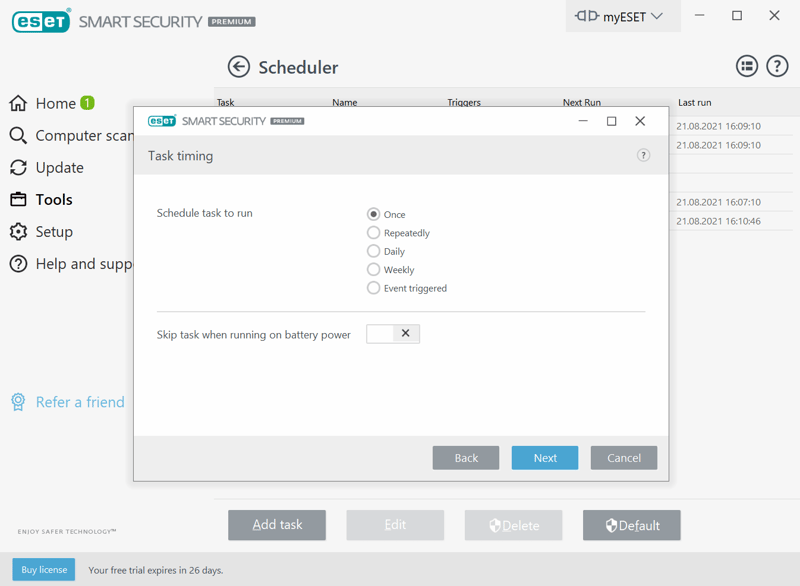 eseT SMART SECURITY PREMIUM
myESET
Scheduler
Home 1
Computer scan
Update
Tools
Setup
Help and supp
Refer a friend
ENJOY SAFER TECHNOLOGY™
Task Name Triggers Next Run Last run
21.08.2021 16:09:10
21.08.2021 16:09:10
21.08.2021 16:07:10
21.08.2021 16:10:46
eseT SMART SECURITY PREMIUM
Task timing
?
Schedule task to run
Once
Repeatedly
Daily
Weekly
Event triggered
Skip task when running on battery power
Back Next Cancel
Add task Edit Delete Default
Buy license Your free trial expires in 26 days.